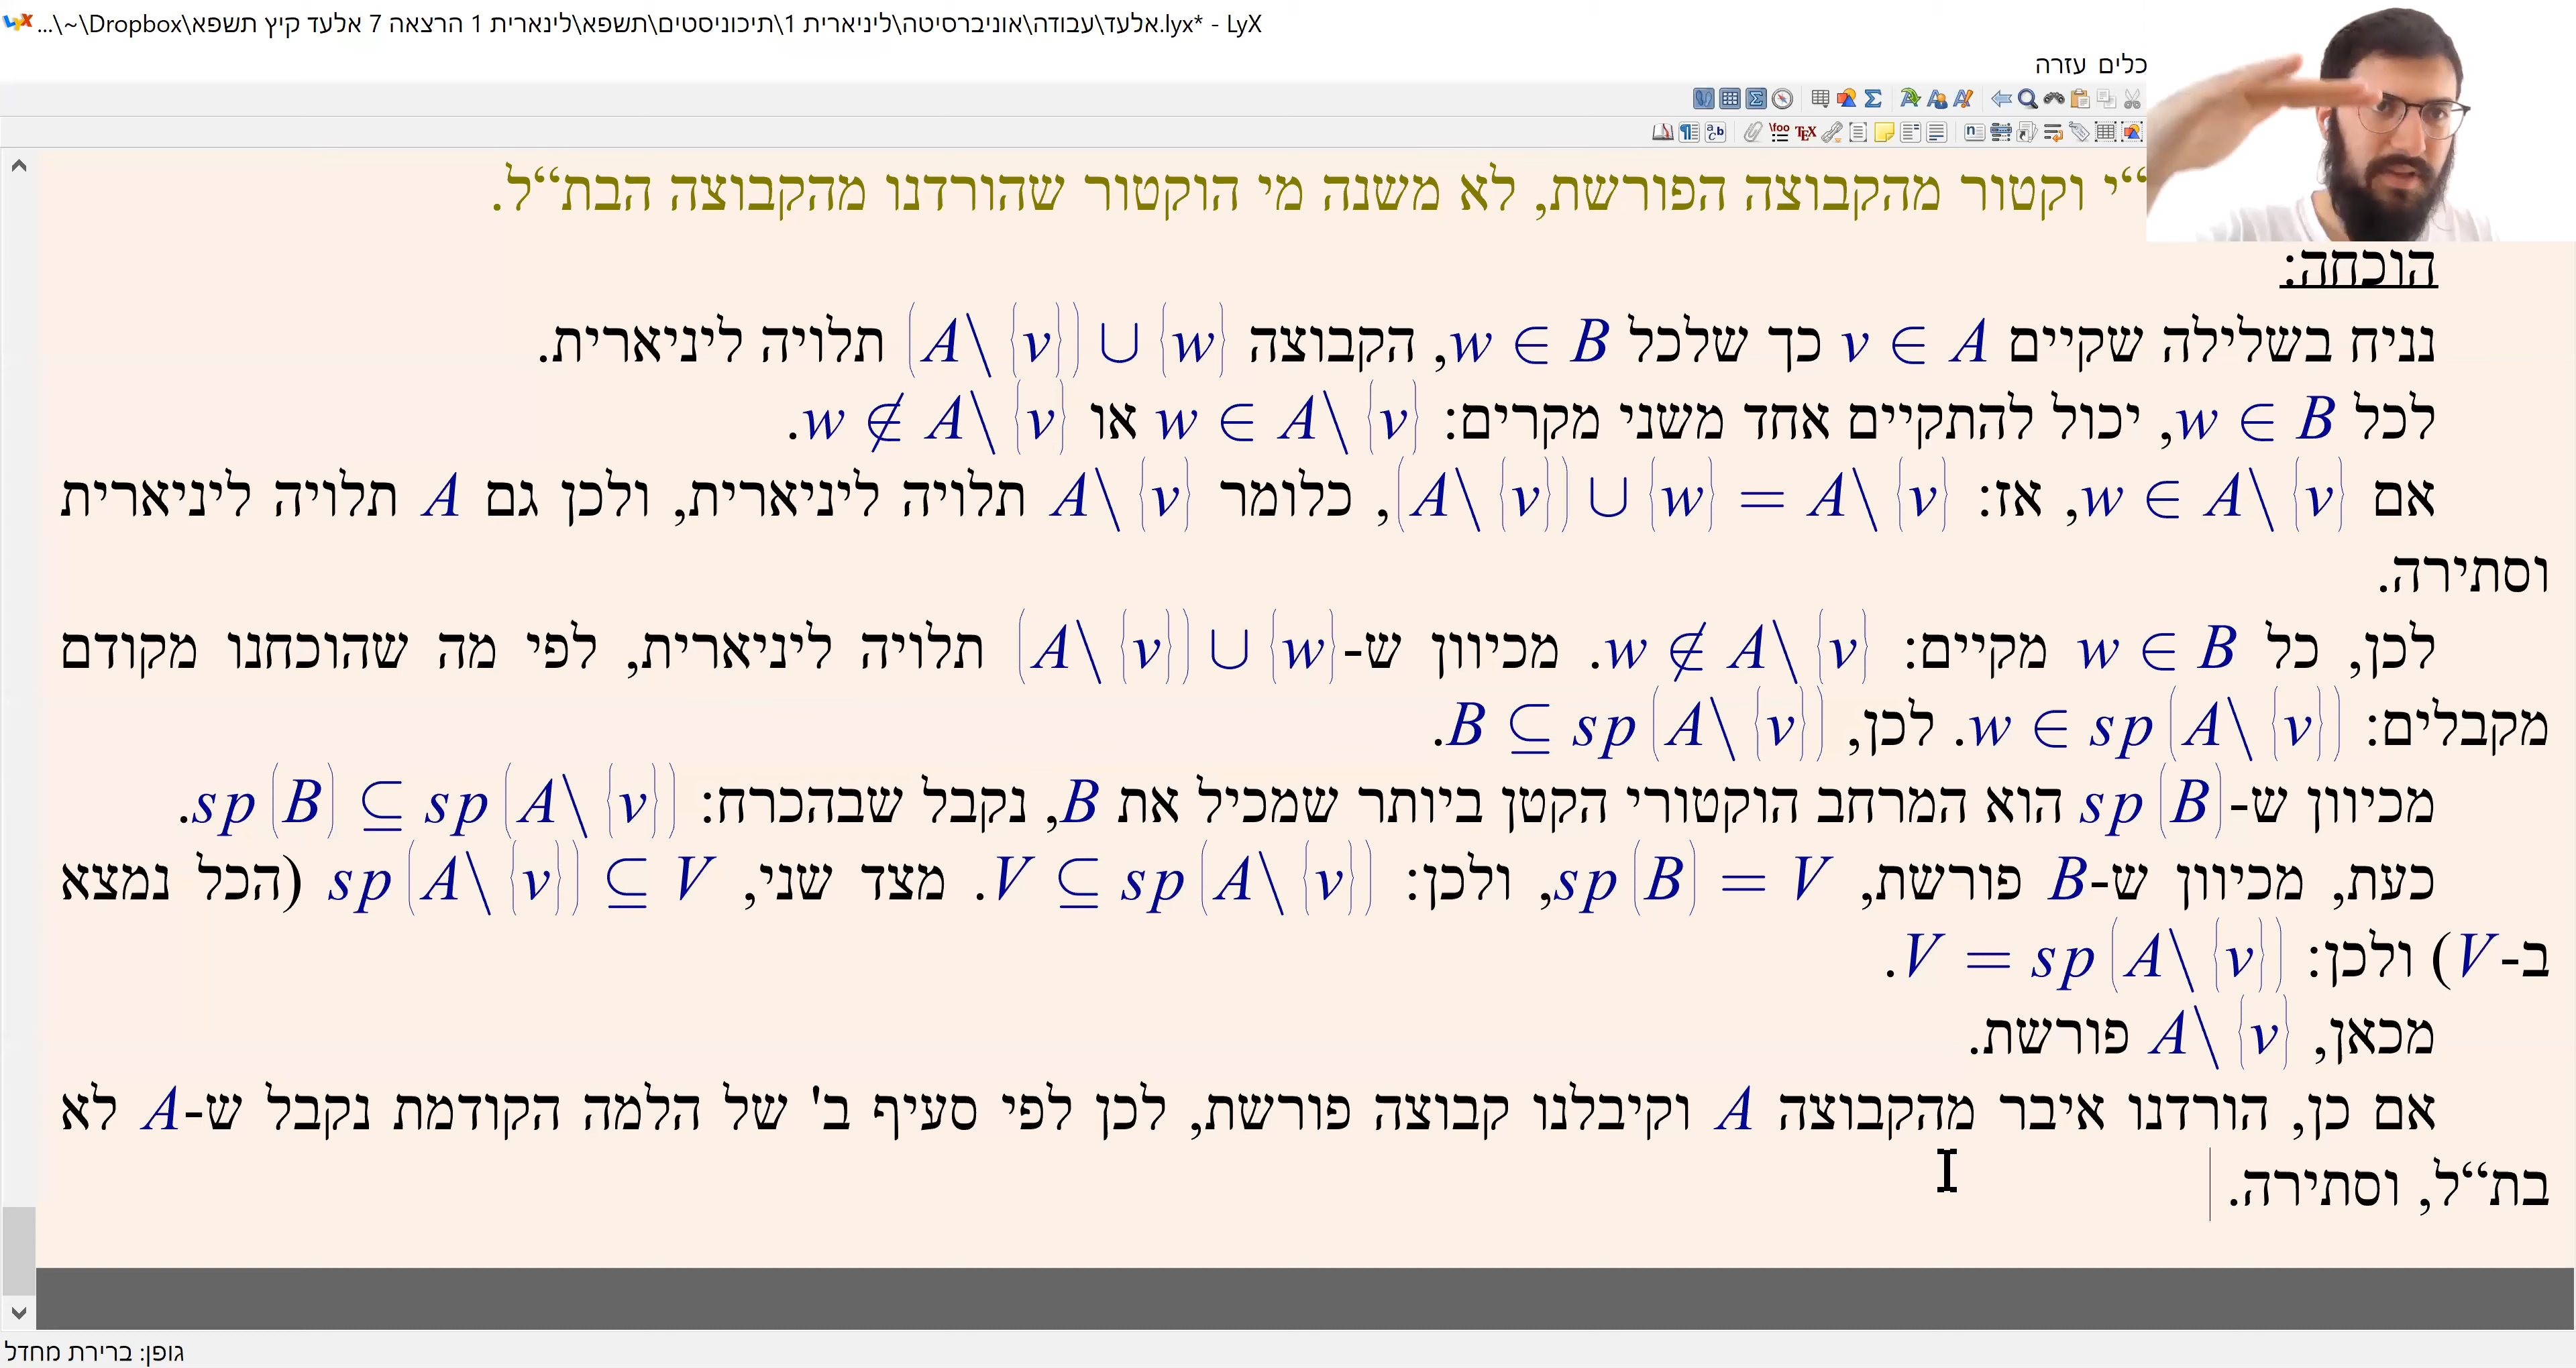 ...\~\Dropbox\אלעד\עבודה\אוניברסיטה\ליניארית 1\תיכוניסטים\תשפא\לינארית 1 הרצאה 7 אלעד קיץ תשפא.lyx* - LyX
כלים עזרה
“י וקטור מהקבוצה הפורשת, לא משנה מי הוקטור שהורדנו מהקבוצה הבת“ל.
הוכחה:
נניח בשלילה שקיים v ∈ A כך שלכל w ∈ B, הקבוצה (A\ {v}) ∪ {w} תלויה ליניארית.
לכל w ∈ B, יכול להתקיים אחד משני מקרים: w ∈ A\ {v} או w ∉ A\ {v}.
אם w ∈ A\ {v}, אז: (A\ {v}) ∪ {w} = A\ {v}, כלומר A\ {v} תלויה ליניארית, ולכן גם A תלויה ליניארית
וסתירה.
לכן, כל w ∈ B מקיים: w ∉ A\ {v}. מכיוון ש-(A\ {v}) ∪ {w} תלויה ליניארית, לפי מה שהוכחנו מקודם
מקבלים: w ∈ sp (A\ {v}). לכן, B ⊆ sp (A\ {v}).
מכיוון ש-sp (B) הוא המרחב הוקטורי הקטן ביותר שמכיל את B, נקבל שבהכרח: sp (B) ⊆ sp (A\ {v}).
כעת, מכיוון ש-B פורשת, sp (B) = V, ולכן: V ⊆ sp (A\ {v}). מצד שני, sp (A\ {v}) ⊆ V (הכל נמצא
ב-V) ולכן: V = sp (A\ {v}).
מכאן, A\ {v} פורשת.
אם כן, הורדנו איבר מהקבוצה A וקיבלנו קבוצה פורשת, לכן לפי סעיף ב' של הלמה הקודמת נקבל ש-A לא
בת“ל, וסתירה.
גופן: ברירת מחדל